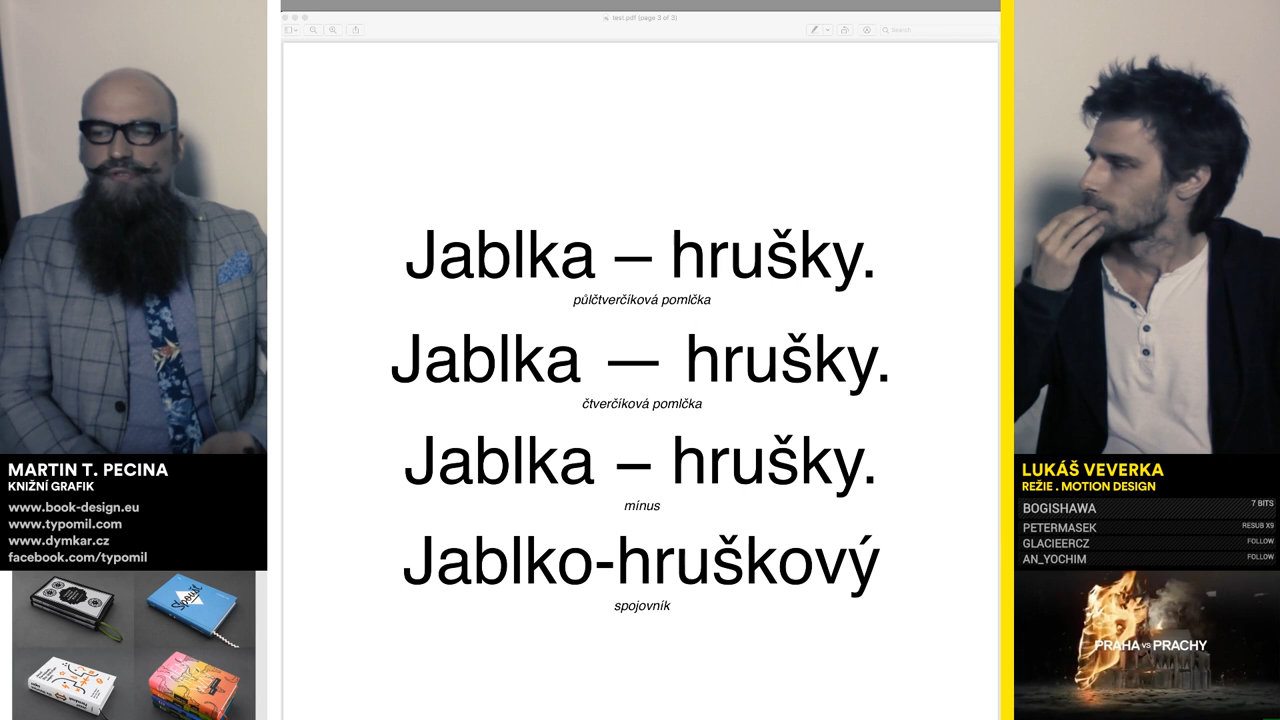 test.pdf (page 3 of 3)
Search
Jablka – hrušky.
půlčtverčíková pomlčka
Jablka — hrušky.
čtverčíková pomlčka
Jablka − hrušky.
mínus
Jablko-hruškový
spojovník
MARTIN T. PECINA
KNIŽNÍ GRAFIK
www.book-design.eu
www.typomil.com
www.dymkar.cz
facebook.com/typomil
Spoušť
LUKÁŠ VEVERKA
REŽIE . MOTION DESIGN
BOGISHAWA 7 BITS
PETERMASEK RESUB X9
GLACIEERCZ FOLLOW
AN_YOCHIM FOLLOW
PRAHA VS PRACHY